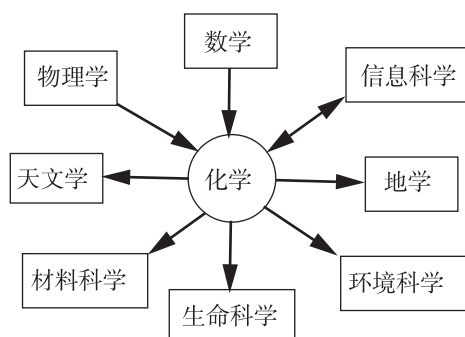 数学
物理学
信息科学
天文学
化学
地学
材料科学
环境科学
生命科学